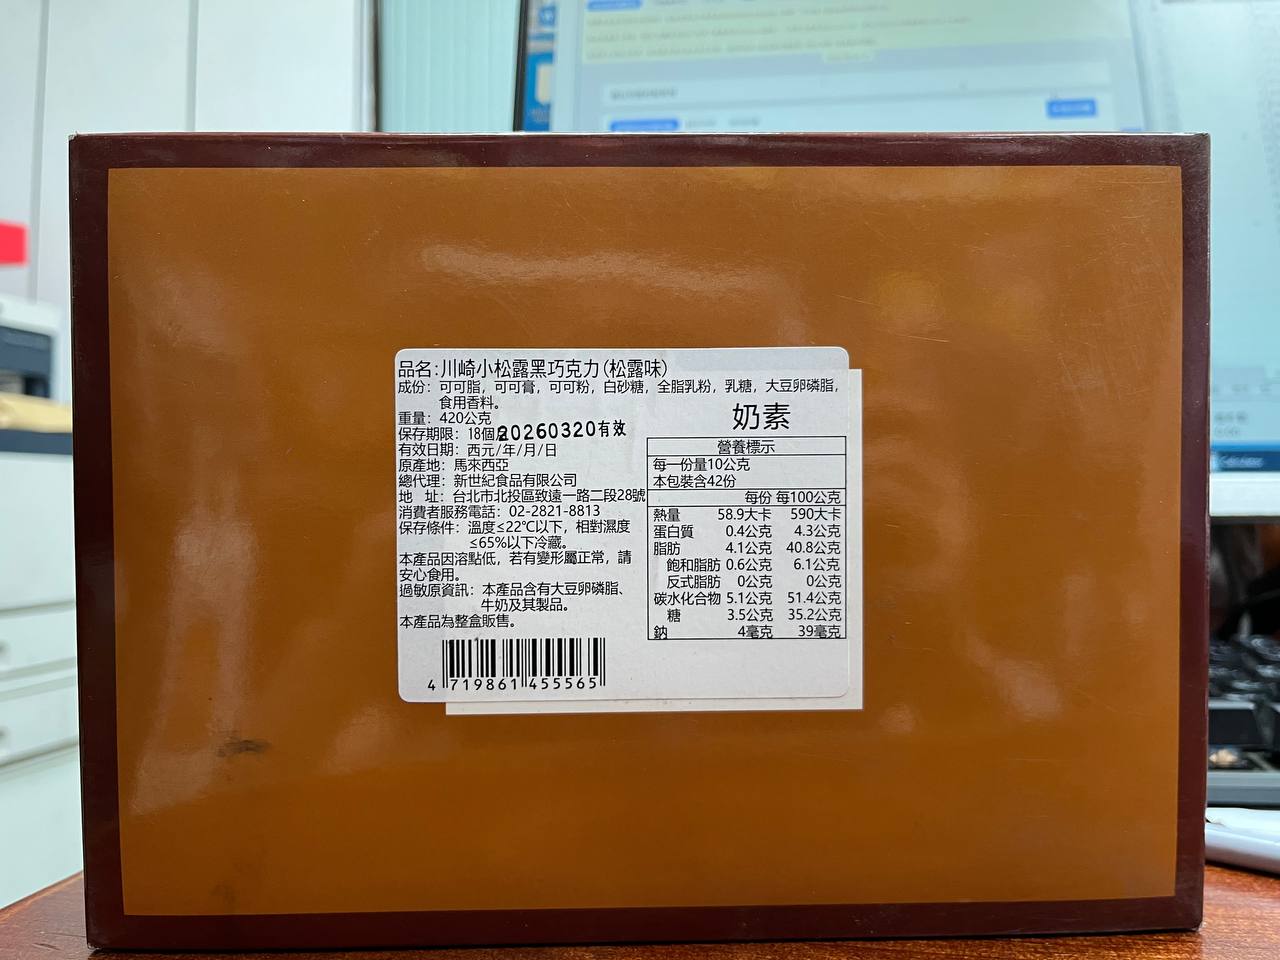 品名:川崎小松露黑巧克力(松露味)
成份: 可可脂, 可可膏, 可可粉, 白砂糖, 全脂乳粉, 乳糖, 大豆卵磷脂,
食用香料。
重量: 420公克
保存期限: 18個月
20260320有效
有效日期: 西元/年/月/日
原產地: 馬來西亞
總代理: 新世紀食品有限公司
地 址: 台北市北投區致遠一路二段28號
消費者服務電話: 02-2821-8813
保存條件: 溫度≤22℃以下, 相對濕度
≤65%以下冷藏。
本產品因溶點低, 若有變形屬正常, 請
安心食用。
過敏原資訊: 本產品含有大豆卵磷脂、
牛奶及其製品。
本產品為整盒販售。
4 719861 455565
奶素
營養標示
每一份量10公克
本包裝含42份
每份 每100公克
熱量 58.9大卡 590大卡
蛋白質 0.4公克 4.3公克
脂肪 4.1公克 40.8公克
飽和脂肪 0.6公克 6.1公克
反式脂肪 0公克 0公克
碳水化合物 5.1公克 51.4公克
糖 3.5公克 35.2公克
鈉 4毫克 39毫克